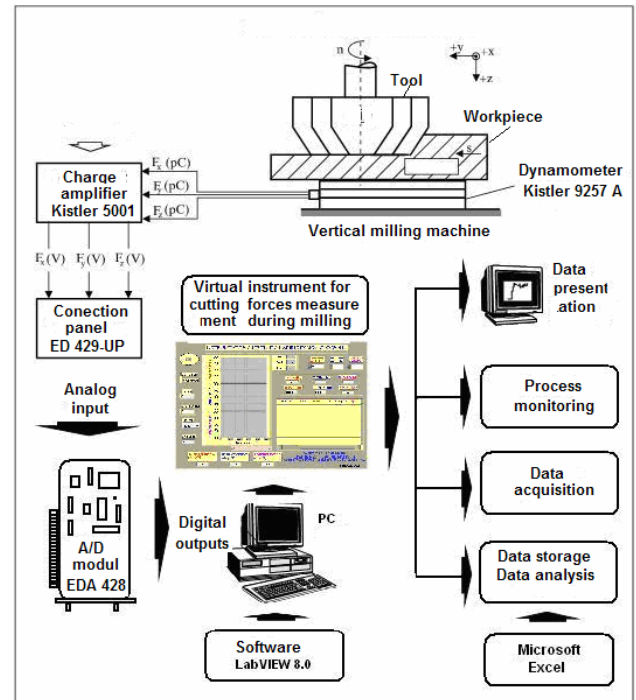 n
+y
+x
+z
Tool
Workpiece
s
Charge
amplifier
Kistler 5001
Fx (pC)
Fy (pC)
Fz (pC)
Dynamometer
Kistler 9257 A
Vertical milling machine
Fx(V)
Fy(V)
Fz(V)
Conection
panel
ED 429-UP
Virtual instrument for
cutting forces measure
ment during milling
Data
present
.ation
Analog
input
Process
monitoring
A/D
modul
EDA 428
Digital
outputs
PC
Data
acquisition
Data storage
Data analysis
Software
LabVIEW 8.0
Microsoft
Excel